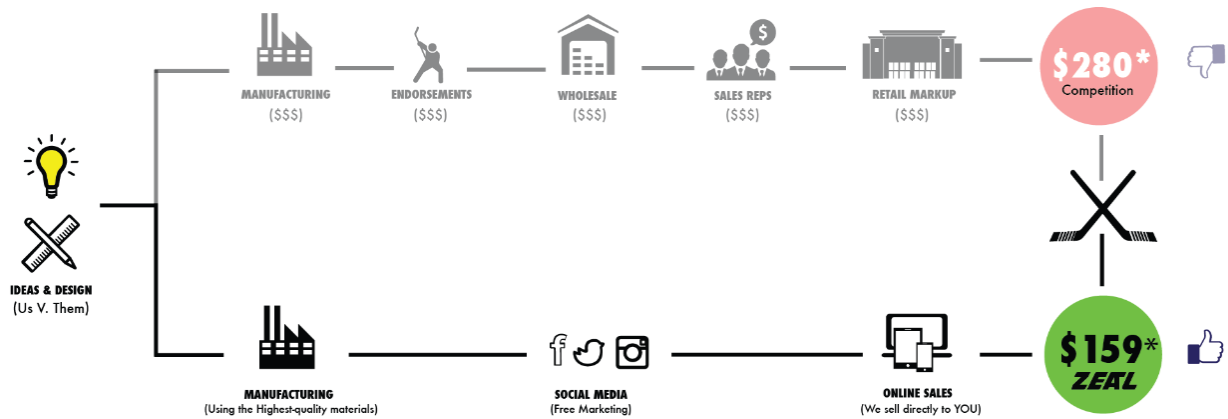 $
MANUFACTURING
($$$)
ENDORSEMENTS
($$$)
WHOLESALE
($$$)
SALES REPS
($$$)
RETAIL MARKUP
($$$)
$280*
Competition
IDEAS & DESIGN
(Us V. Them)
MANUFACTURING
(Using the Highest-quality materials)
SOCIAL MEDIA
(Free Marketing)
ONLINE SALES
(We sell directly to YOU)
$159*
ZEAL